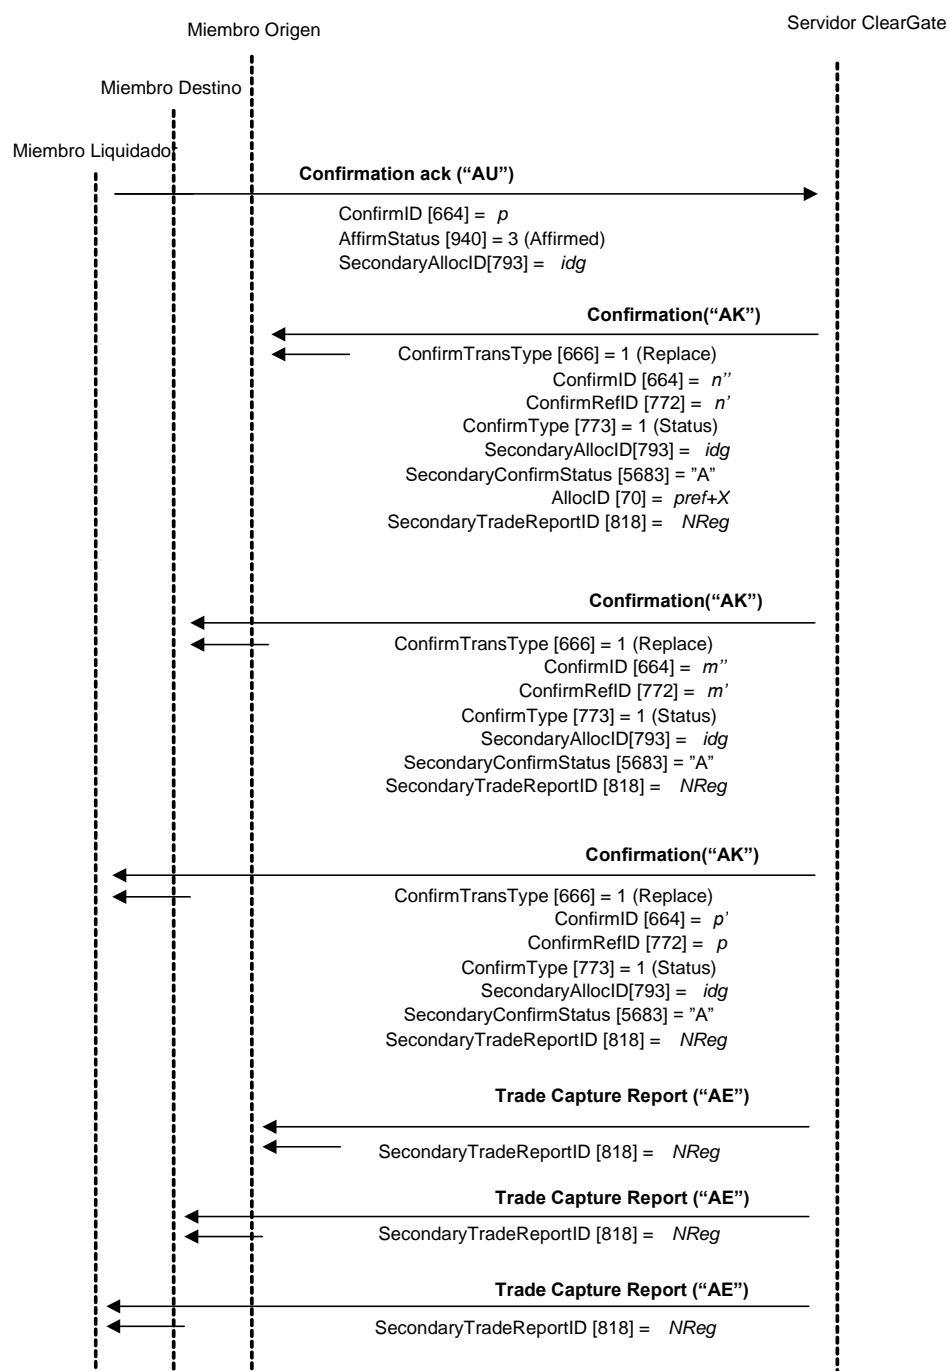 Servidor ClearGate
Miembro Origen
Miembro Destino
Miembro Liquidador
Confirmation ack (“AU”)
ConfirmID [664] = p
AffirmStatus [940] = 3 (Affirmed)
SecondaryAllocID[793] = idg
Confirmation(“AK”)
ConfirmTransType [666] = 1 (Replace)
ConfirmID [664] = n’’
ConfirmRefID [772] = n’
ConfirmType [773] = 1 (Status)
SecondaryAllocID[793] = idg
SecondaryConfirmStatus [5683] = ”A”
AllocID [70] = pref+X
SecondaryTradeReportID [818] = NReg
Confirmation(“AK”)
ConfirmTransType [666] = 1 (Replace)
ConfirmID [664] = m’’
ConfirmRefID [772] = m’
ConfirmType [773] = 1 (Status)
SecondaryAllocID[793] = idg
SecondaryConfirmStatus [5683] = ”A”
SecondaryTradeReportID [818] = NReg
Confirmation(“AK”)
ConfirmTransType [666] = 1 (Replace)
ConfirmID [664] = p’
ConfirmRefID [772] = p
ConfirmType [773] = 1 (Status)
SecondaryAllocID[793] = idg
SecondaryConfirmStatus [5683] = ”A”
SecondaryTradeReportID [818] = NReg
Trade Capture Report (“AE”)
SecondaryTradeReportID [818] = NReg
Trade Capture Report (“AE”)
SecondaryTradeReportID [818] = NReg
Trade Capture Report (“AE”)
SecondaryTradeReportID [818] = NReg